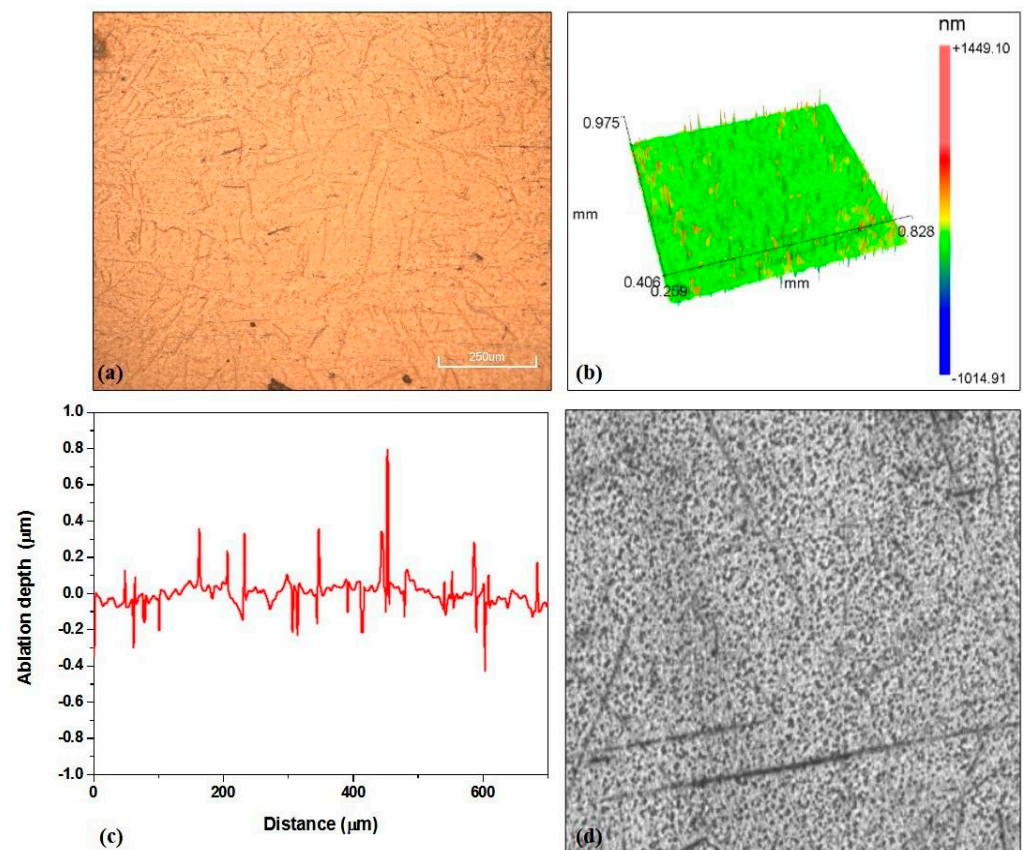 (a)
250um
nm
+1449.10
0.975
mm
0.828
0.406
0.259
mm
-1014.91
(b)
1.0
0.8
0.6
0.4
0.2
0.0
-0.2
-0.4
-0.6
-0.8
-1.0
Ablation depth (μm)
0
200
400
600
Distance (μm)
(c)
(d)